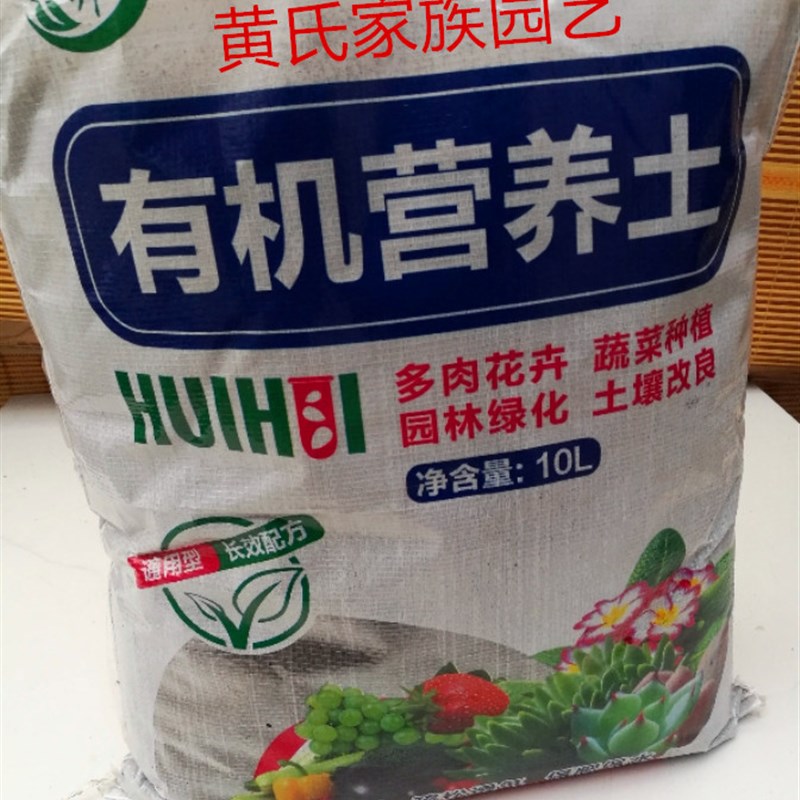 黄氏家族园艺
有机营养土
HUIHUI
多肉花卉 蔬菜种植
园林绿化 土壤改良
净含量：10L
通用型 长效配方